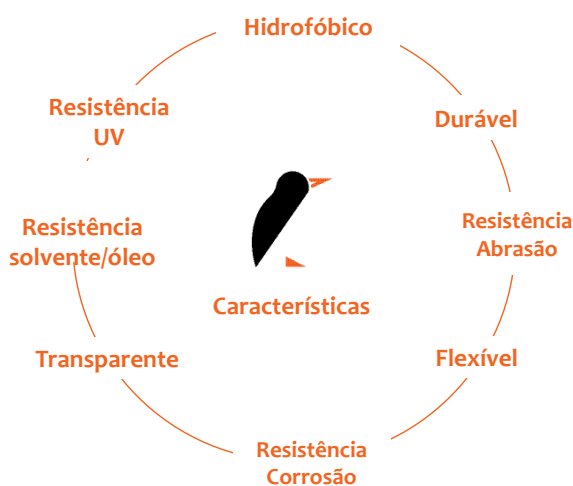 Hidrofóbico
Durável
Resistência
Abrasão
Flexível
Resistência
Corrosão
Transparente
Resistência
solvente/óleo
Resistência
UV
Características